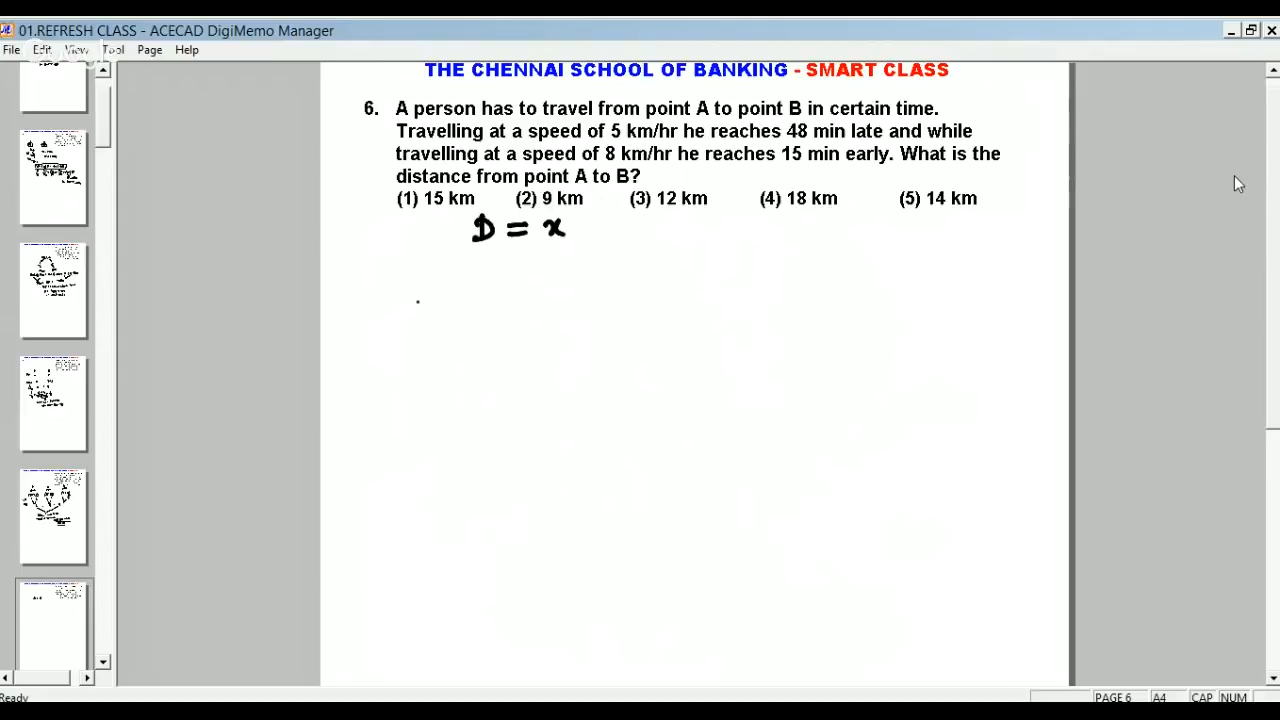 01.REFRESH CLASS - ACECAD DigiMemo Manager
File Edit View Tool Page Help
THE CHENNAI SCHOOL OF BANKING - SMART CLASS
6. A person has to travel from point A to point B in certain time.
Travelling at a speed of 5 km/hr he reaches 48 min late and while
travelling at a speed of 8 km/hr he reaches 15 min early. What is the
distance from point A to B?
(1) 15 km (2) 9 km (3) 12 km (4) 18 km (5) 14 km
D = x
Ready PAGE 6 A4 CAP NUM